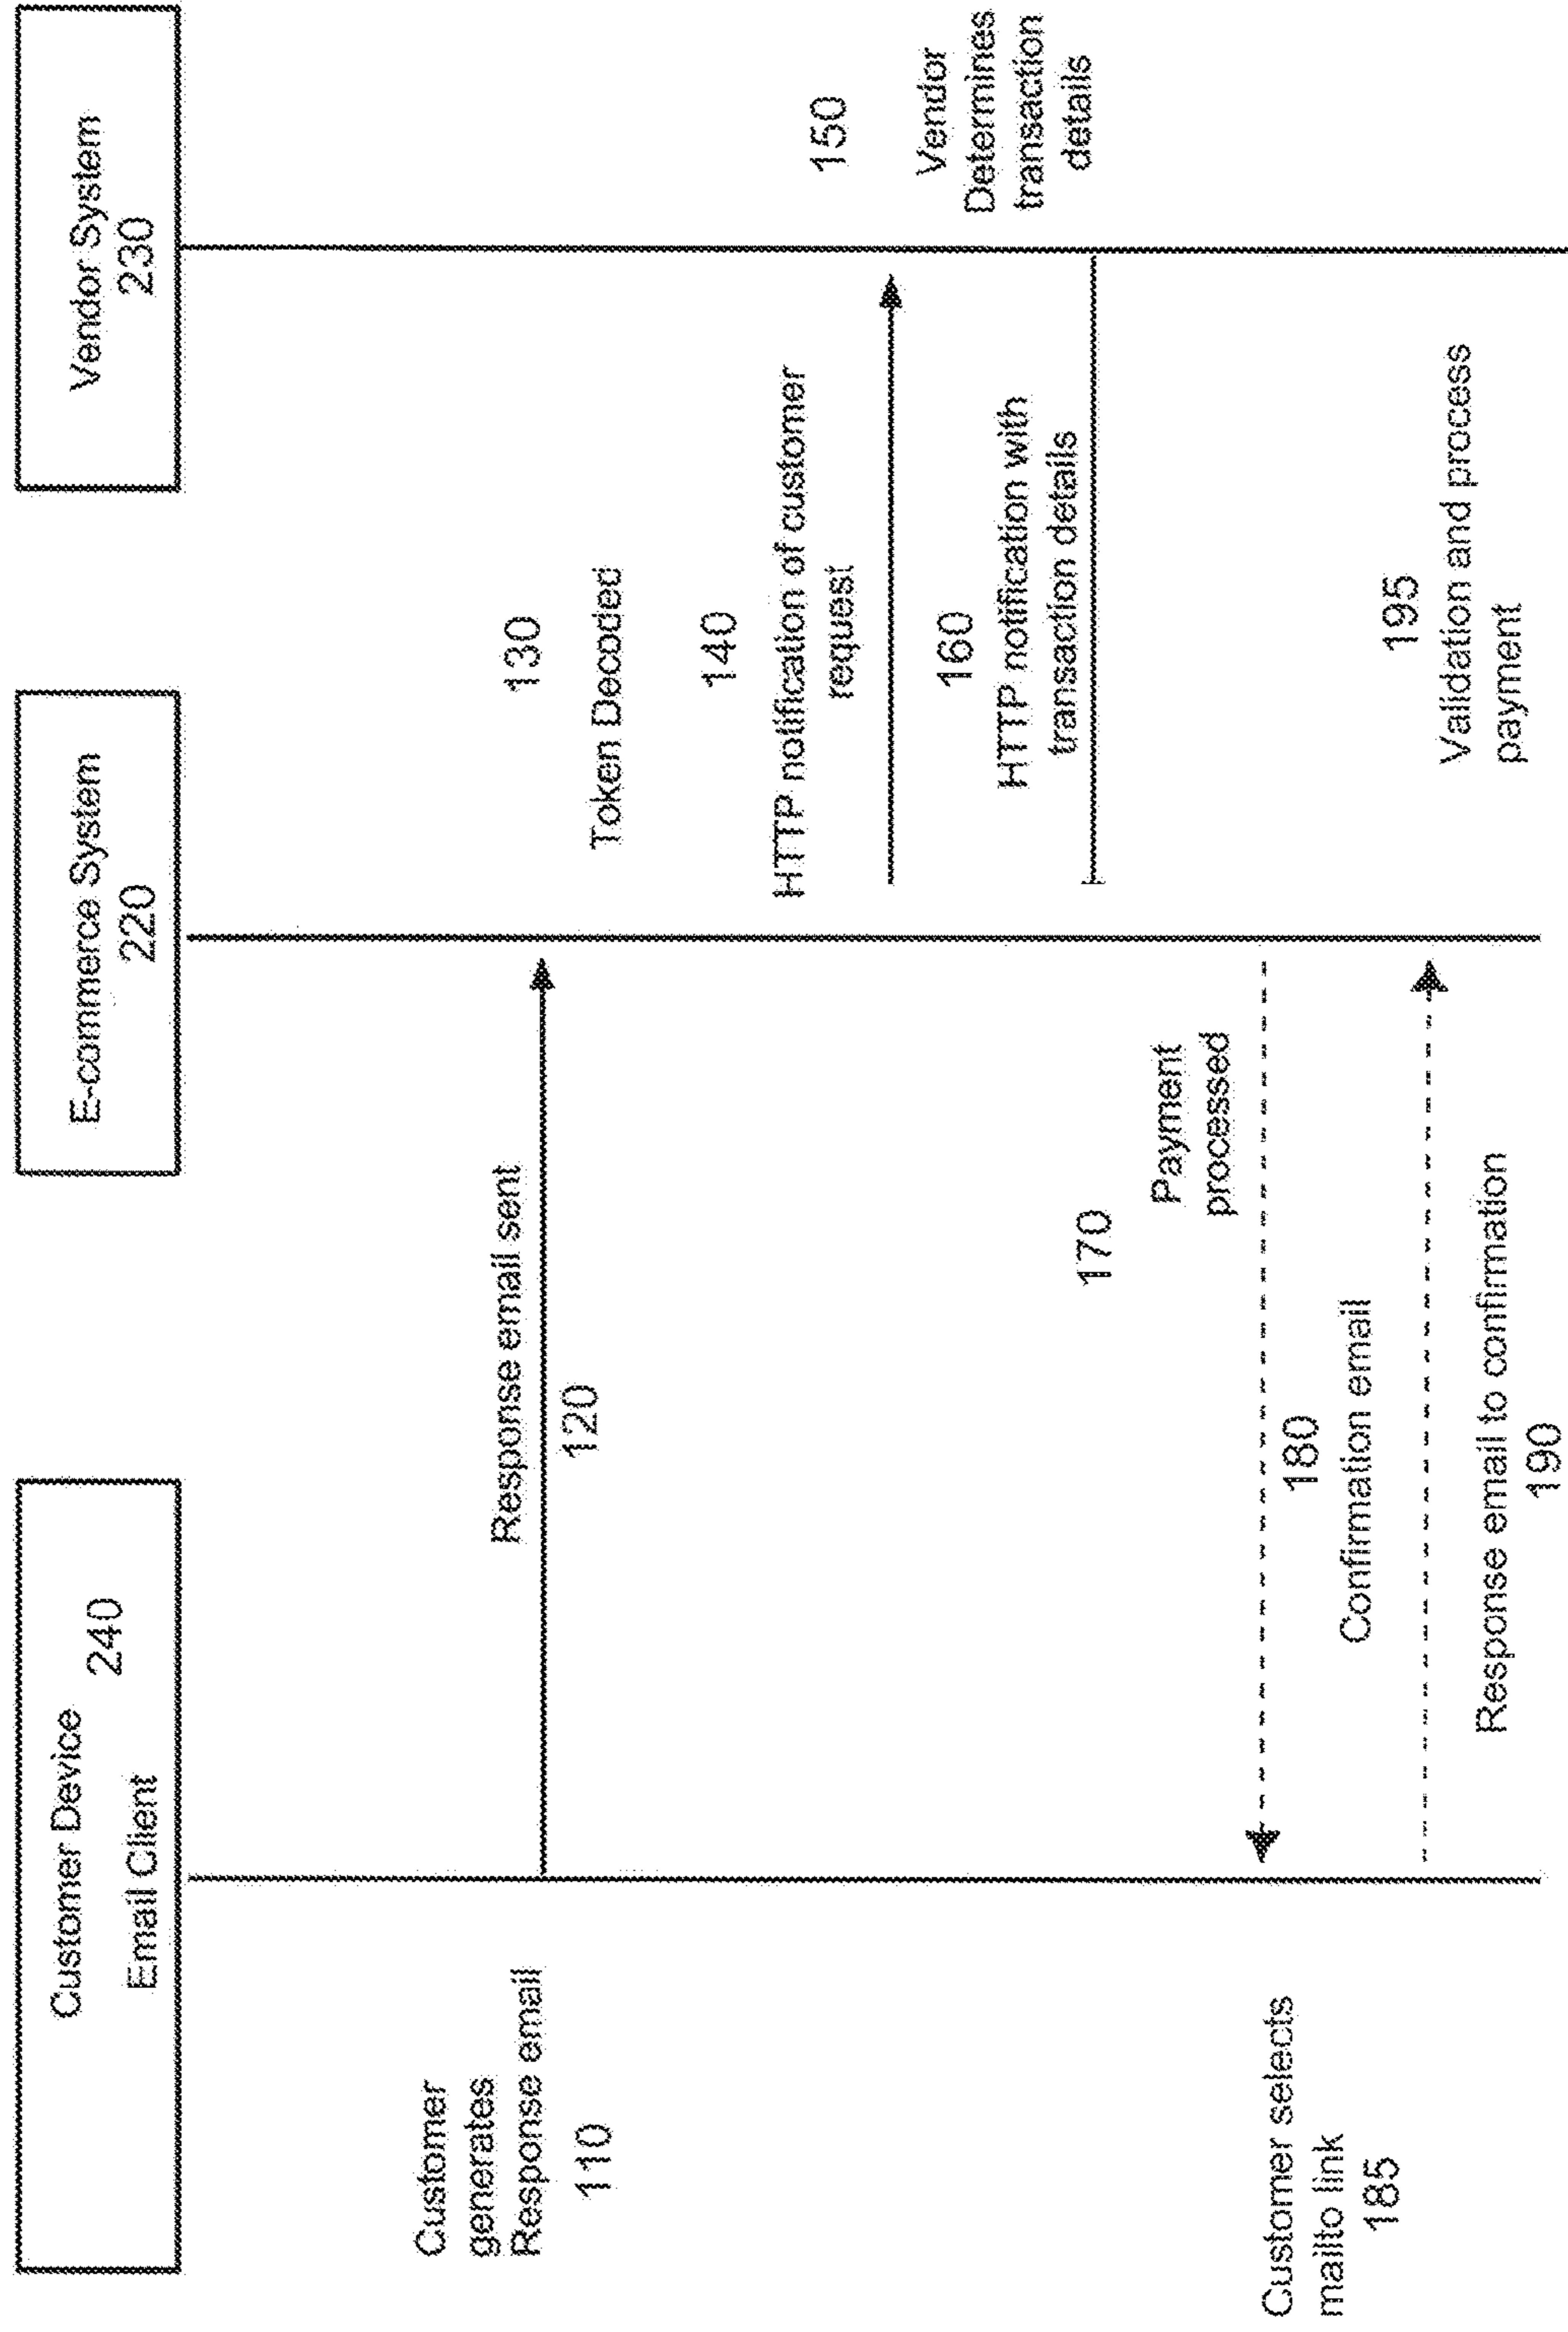 Customer Device
240
Email Client
E-commerce System
220
Vendor System
230
Customer
generates
Response email
110
Response email sent
120
130
Token Decoded
140
HTTP notification of customer
request
150
Vendor
Determines
transaction
details
160
HTTP notification with
transaction details
170
Payment
processed
180
Confirmation email
Customer selects
mailto link
185
Response email to confirmation
190
195
Validation and process
payment